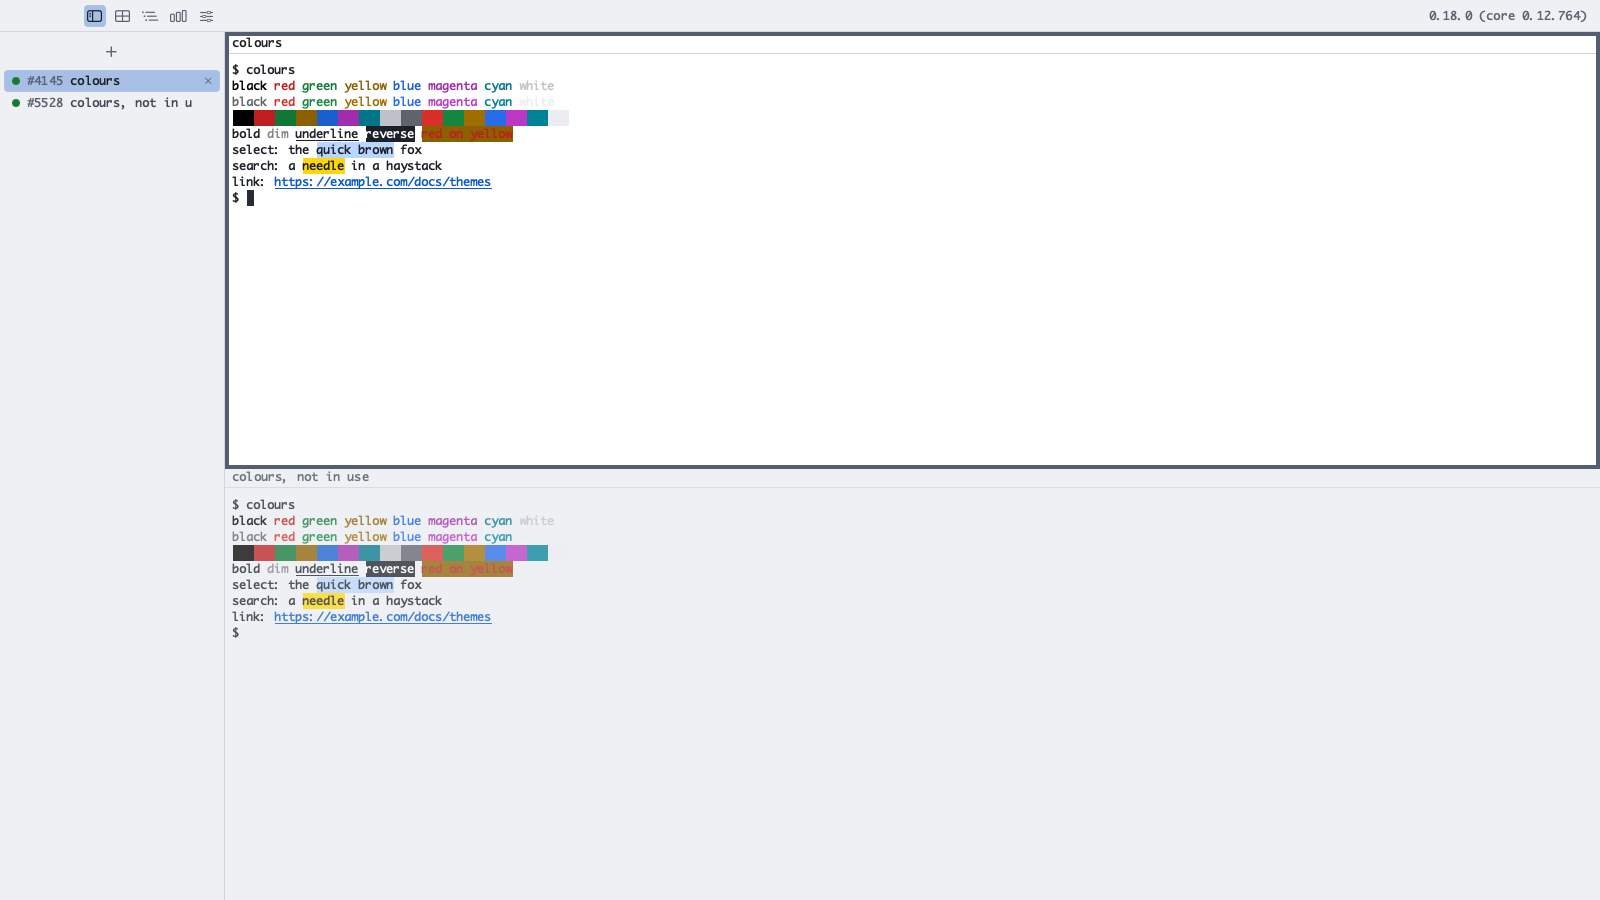 0.18.0 (core 0.12.764)
+
#4145 colours ×
#5528 colours, not in u
colours
$ colours
black red green yellow blue magenta cyan white
black red green yellow blue magenta cyan white
bold dim underline reverse red on yellow
select: the quick brown fox
search: a needle in a haystack
link: https://example.com/docs/themes
$
colours, not in use
$ colours
black red green yellow blue magenta cyan white
black red green yellow blue magenta cyan
bold dim underline reverse red on yellow
select: the quick brown fox
search: a needle in a haystack
link: https://example.com/docs/themes
$